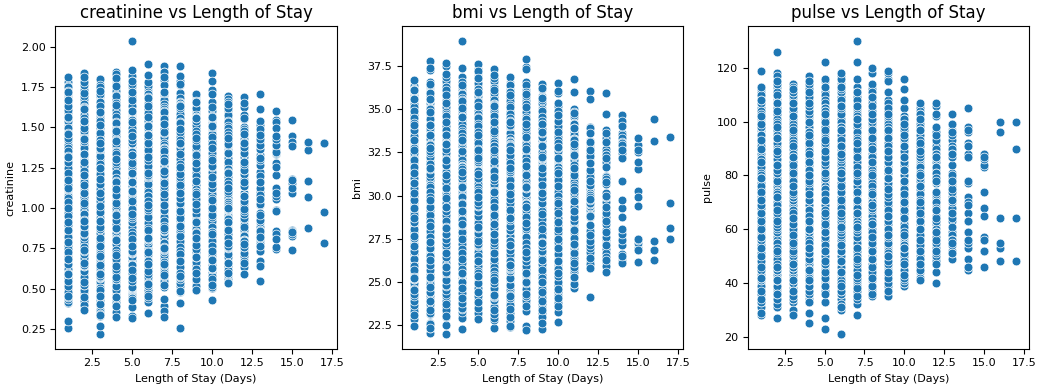 creatinine vs Length of Stay
bmi vs Length of Stay
pulse vs Length of Stay
creatinine
2.00
1.75
1.50
1.25
1.00
0.75
0.50
0.25
2.5 5.0 7.5 10.0 12.5 15.0 17.5
Length of Stay (Days)
bmi
37.5
35.0
32.5
30.0
27.5
25.0
22.5
2.5 5.0 7.5 10.0 12.5 15.0 17.5
Length of Stay (Days)
pulse
120
100
80
60
40
20
2.5 5.0 7.5 10.0 12.5 15.0 17.5
Length of Stay (Days)